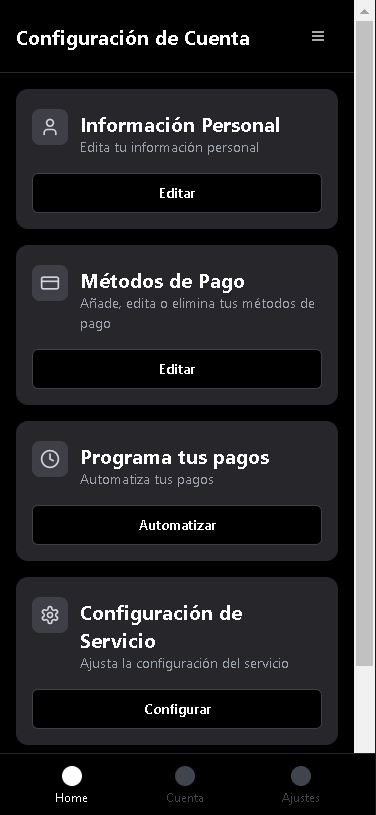 Configuración de Cuenta
Información Personal
Edita tu información personal
Editar
Métodos de Pago
Añade, edita o elimina tus métodos de
pago
Editar
Programa tus pagos
Automatiza tus pagos
Automatizar
Configuración de
Servicio
Ajusta la configuración del servicio
Configurar
Home
Cuenta
Ajustes